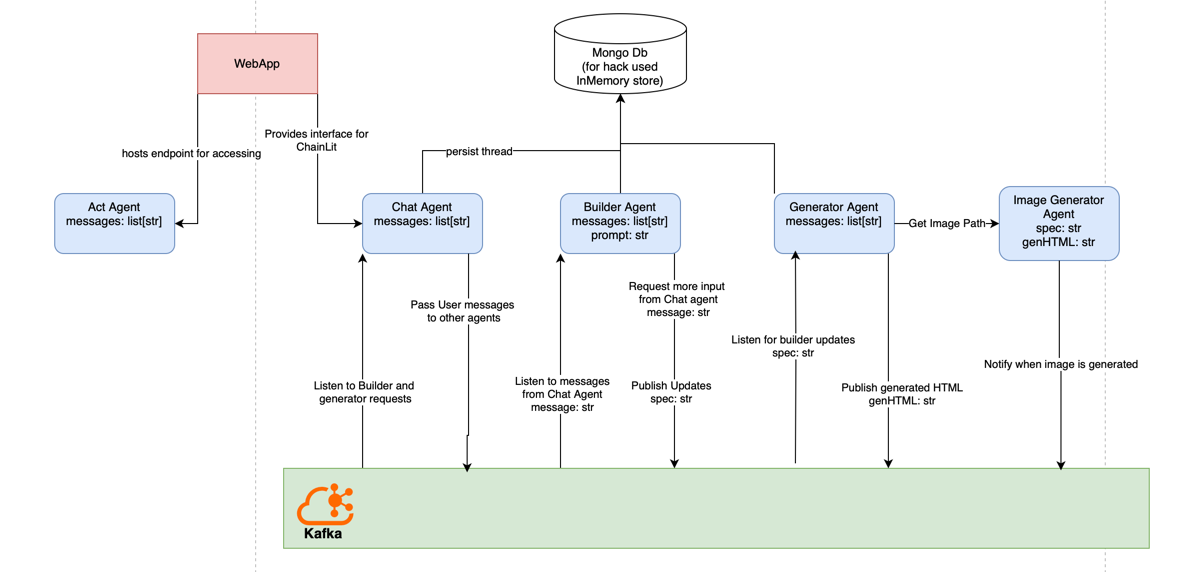 Mongo Db
(for hack used
InMemory store)
WebApp
Provides interface for
ChainLit
hosts endpoint for accessing
persist thread
Act Agent
messages: list[str]
Chat Agent
messages: list[str]
Builder Agent
messages: list[str]
prompt: str
Generator Agent
messages: list[str]
Get Image Path
Image Generator
Agent
spec: str
genHTML: str
Pass User messages
to other agents
Request more input
from Chat agent
message: str
Listen for builder updates
spec: str
Notify when image is generated
Listen to Builder and
generator requests
Listen to messages
from Chat Agent
message: str
Publish Updates
spec: str
Publish generated HTML
genHTML: str
Kafka